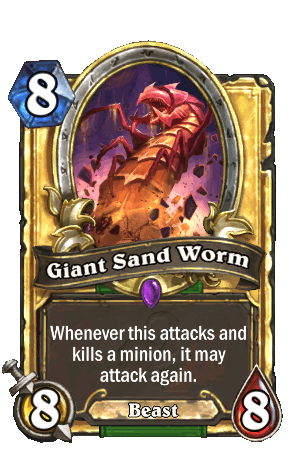 8
Giant Sand Worm
Whenever this attacks and
kills a minion, it may
attack again.
8
Beast
8